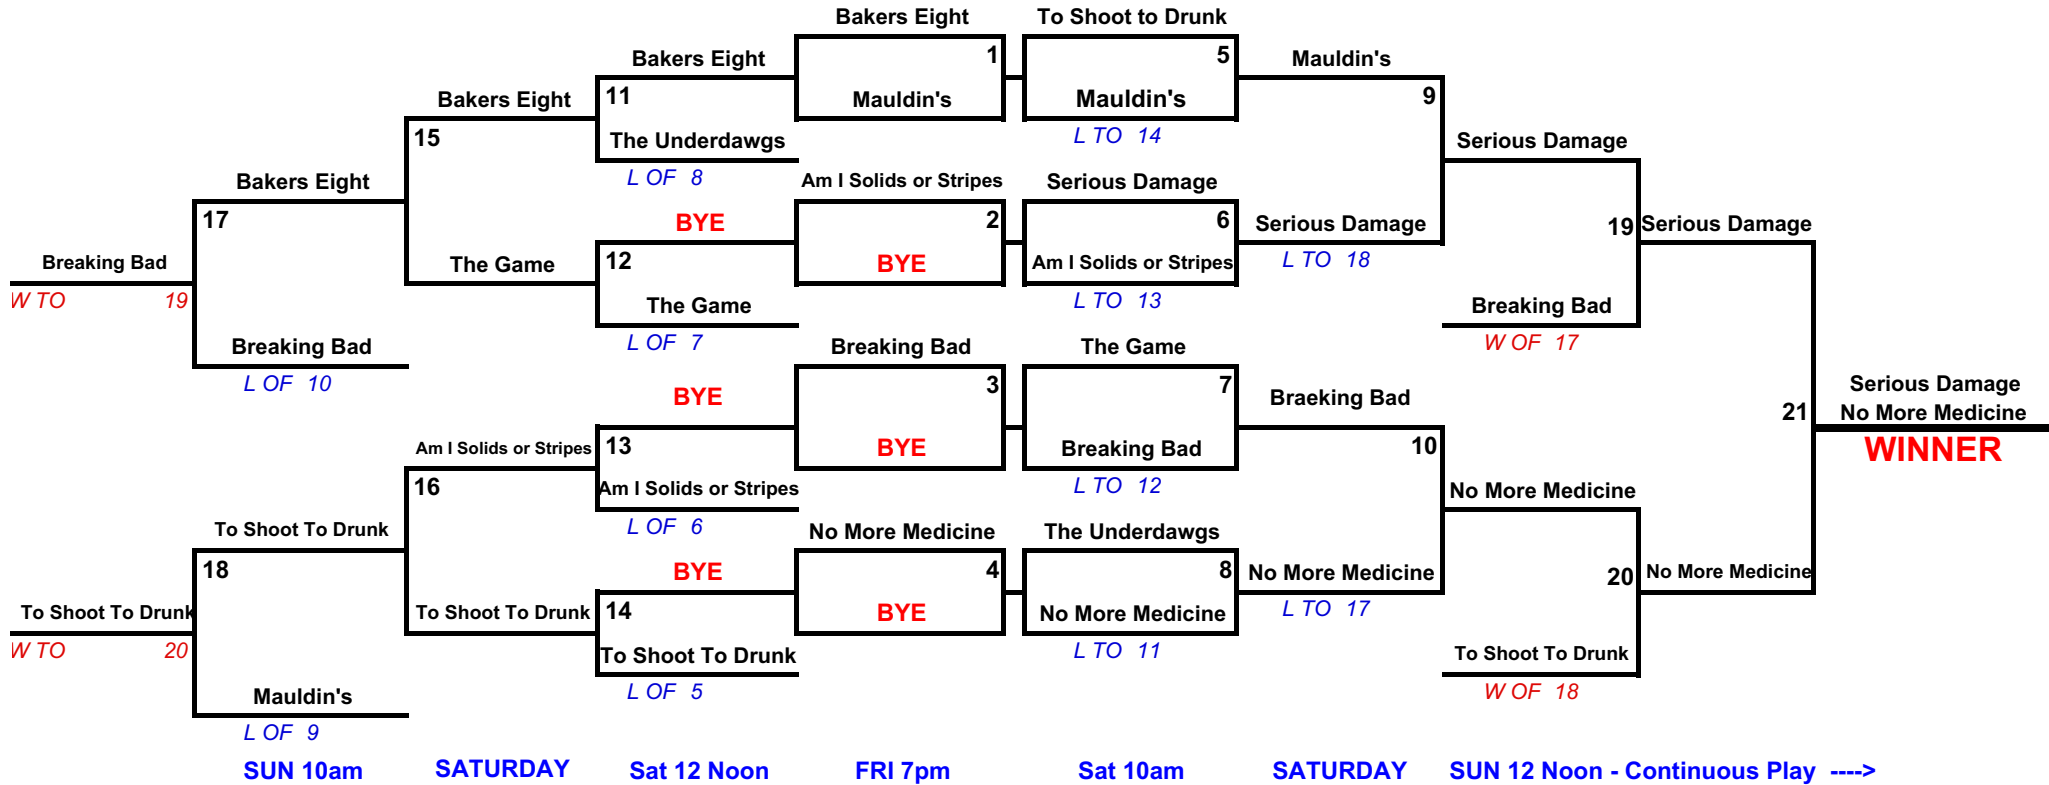 Bakers Eight To Shoot to Drunk
Bakers Eight 1 5 Mauldin's
Bakers Eight 11 Mauldin's Mauldin's 9
15 The Underdawgs L TO 14 Serious Damage
Bakers Eight L OF 8 Am I Solids or Stripes Serious Damage
17 BYE 2 6 Serious Damage 19 Serious Damage
Breaking Bad The Game 12 BYE Am I Solids or Stripes L TO 18
W TO 19 The Game L TO 13 Breaking Bad
Breaking Bad L OF 7 Breaking Bad The Game W OF 17
L OF 10 BYE 3 7 Braeking Bad Serious Damage
21 No More Medicine
Am I Solids or Stripes 13 BYE Breaking Bad 10 WINNER
16 Am I Solids or Stripes L TO 12 No More Medicine
To Shoot To Drunk L OF 6 No More Medicine The Underdawgs
18 BYE 4 8 No More Medicine 20 No More Medicine
To Shoot To Drunk To Shoot To Drunk 14 BYE No More Medicine L TO 17
W TO 20 To Shoot To Drunk L TO 11 To Shoot To Drunk
Mauldin's L OF 5 W OF 18
L OF 9
SUN 10am SATURDAY Sat 12 Noon FRI 7pm Sat 10am SATURDAY SUN 12 Noon - Continuous Play ---->